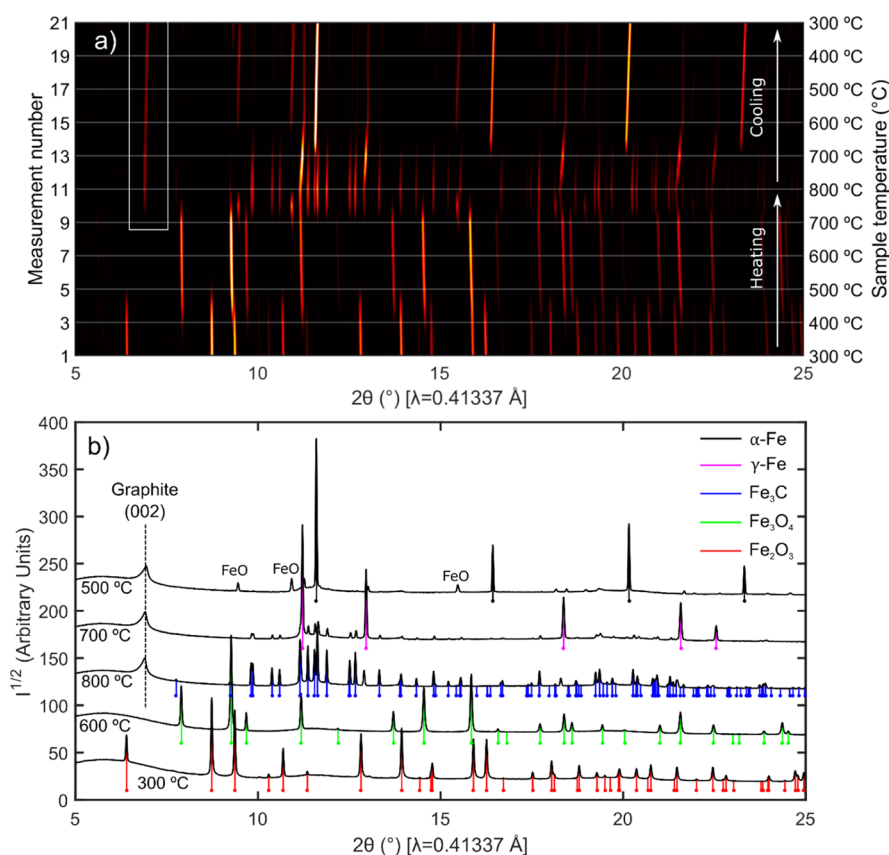 a)
Measurement number
21
19
17
15
13
11
9
7
5
3
1
300 ºC
400 ºC
500 ºC
600 ºC
700 ºC
800 ºC
700 ºC
600 ºC
500 ºC
400 ºC
300 ºC
Sample temperature (°C)
Cooling
Heating
5
10
15
20
25
2θ (°) [λ=0.41337 Å]
b)
I1/2 (Arbitrary Units)
400
350
300
250
200
150
100
50
0
Graphite
(002)
FeO
FeO
FeO
500 ºC
700 ºC
800 ºC
600 ºC
300 ºC
α-Fe
γ-Fe
Fe3C
Fe3O4
Fe2O3
5
10
15
20
25
2θ (°) [λ=0.41337 Å]